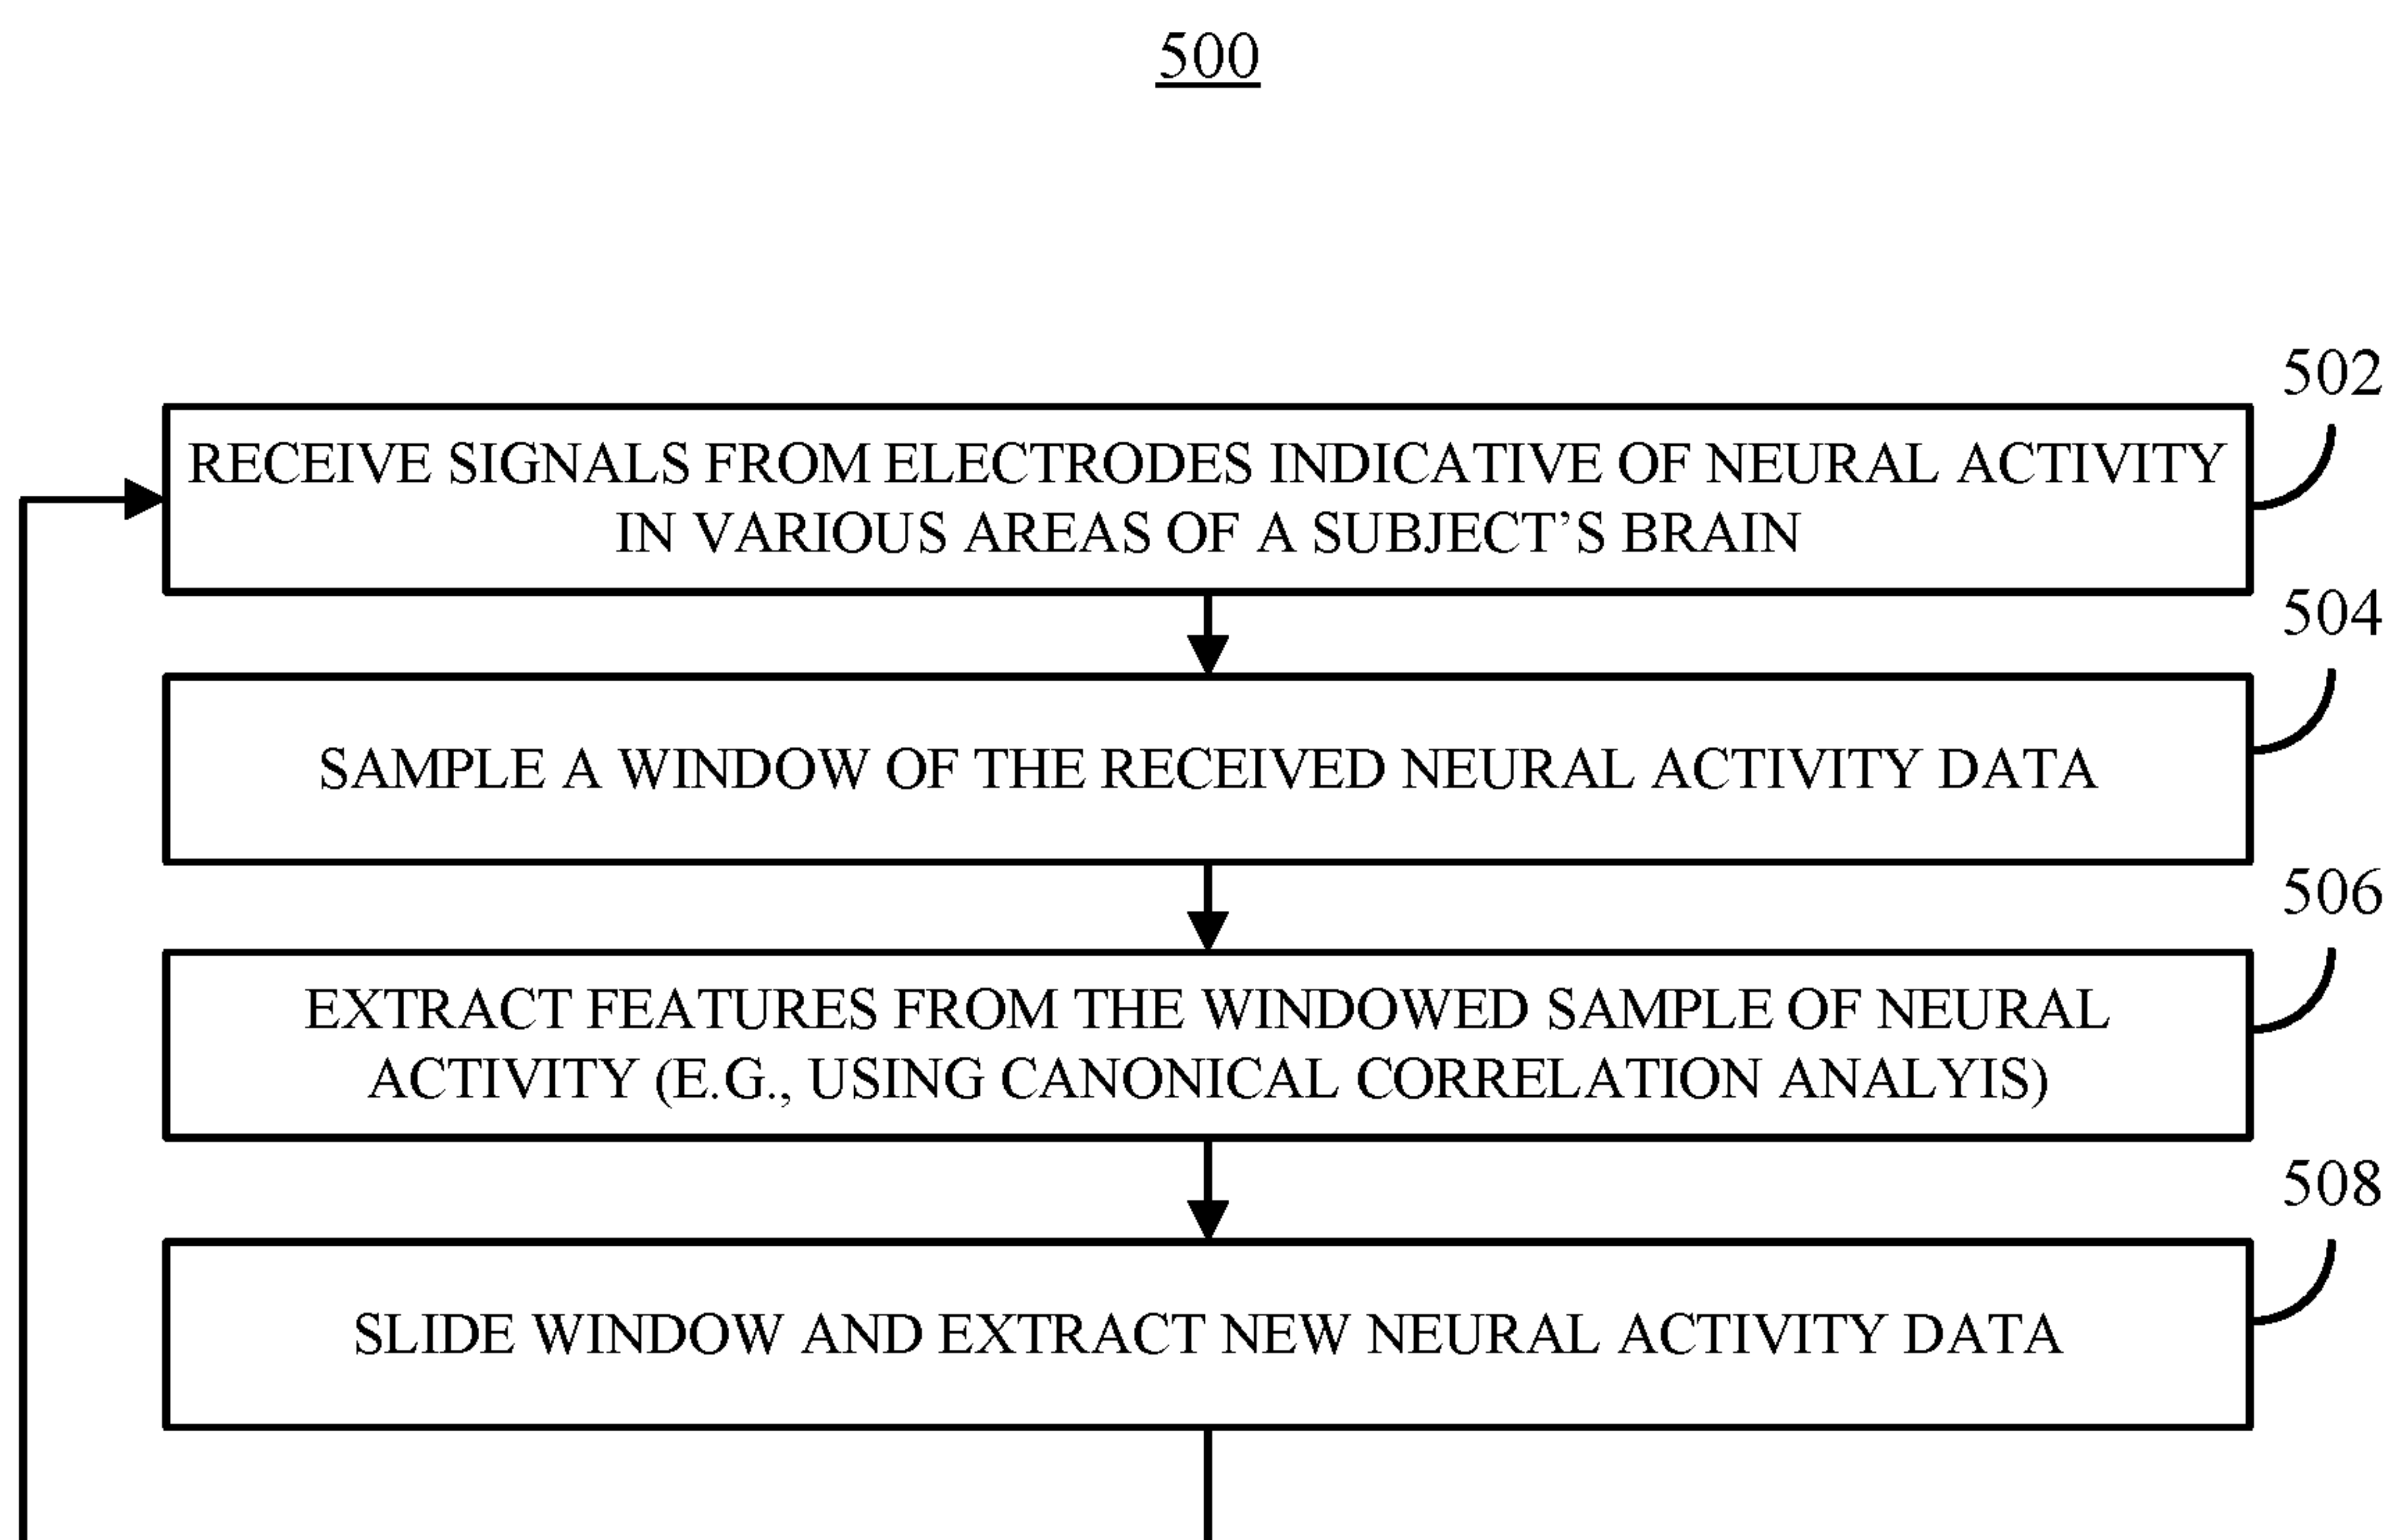 500
502
RECEIVE SIGNALS FROM ELECTRODES INDICATIVE OF NEURAL ACTIVITY
IN VARIOUS AREAS OF A SUBJECT’S BRAIN
504
SAMPLE A WINDOW OF THE RECEIVED NEURAL ACTIVITY DATA
506
EXTRACT FEATURES FROM THE WINDOWED SAMPLE OF NEURAL
ACTIVITY (E.G., USING CANONICAL CORRELATION ANALYIS)
508
SLIDE WINDOW AND EXTRACT NEW NEURAL ACTIVITY DATA